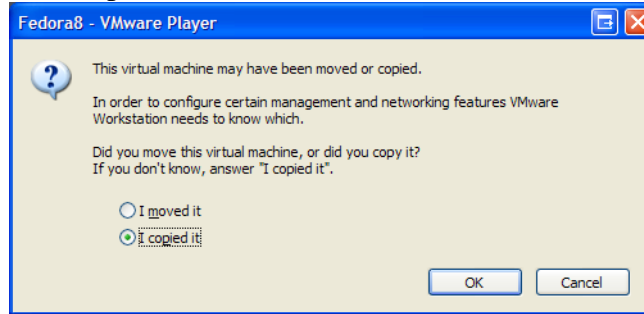 Fedora8 - VMware Player
This virtual machine may have been moved or copied.
In order to configure certain management and networking features VMware
Workstation needs to know which.
Did you move this virtual machine, or did you copy it?
If you don't know, answer "I copied it".
I moved it
I copied it
OK Cancel